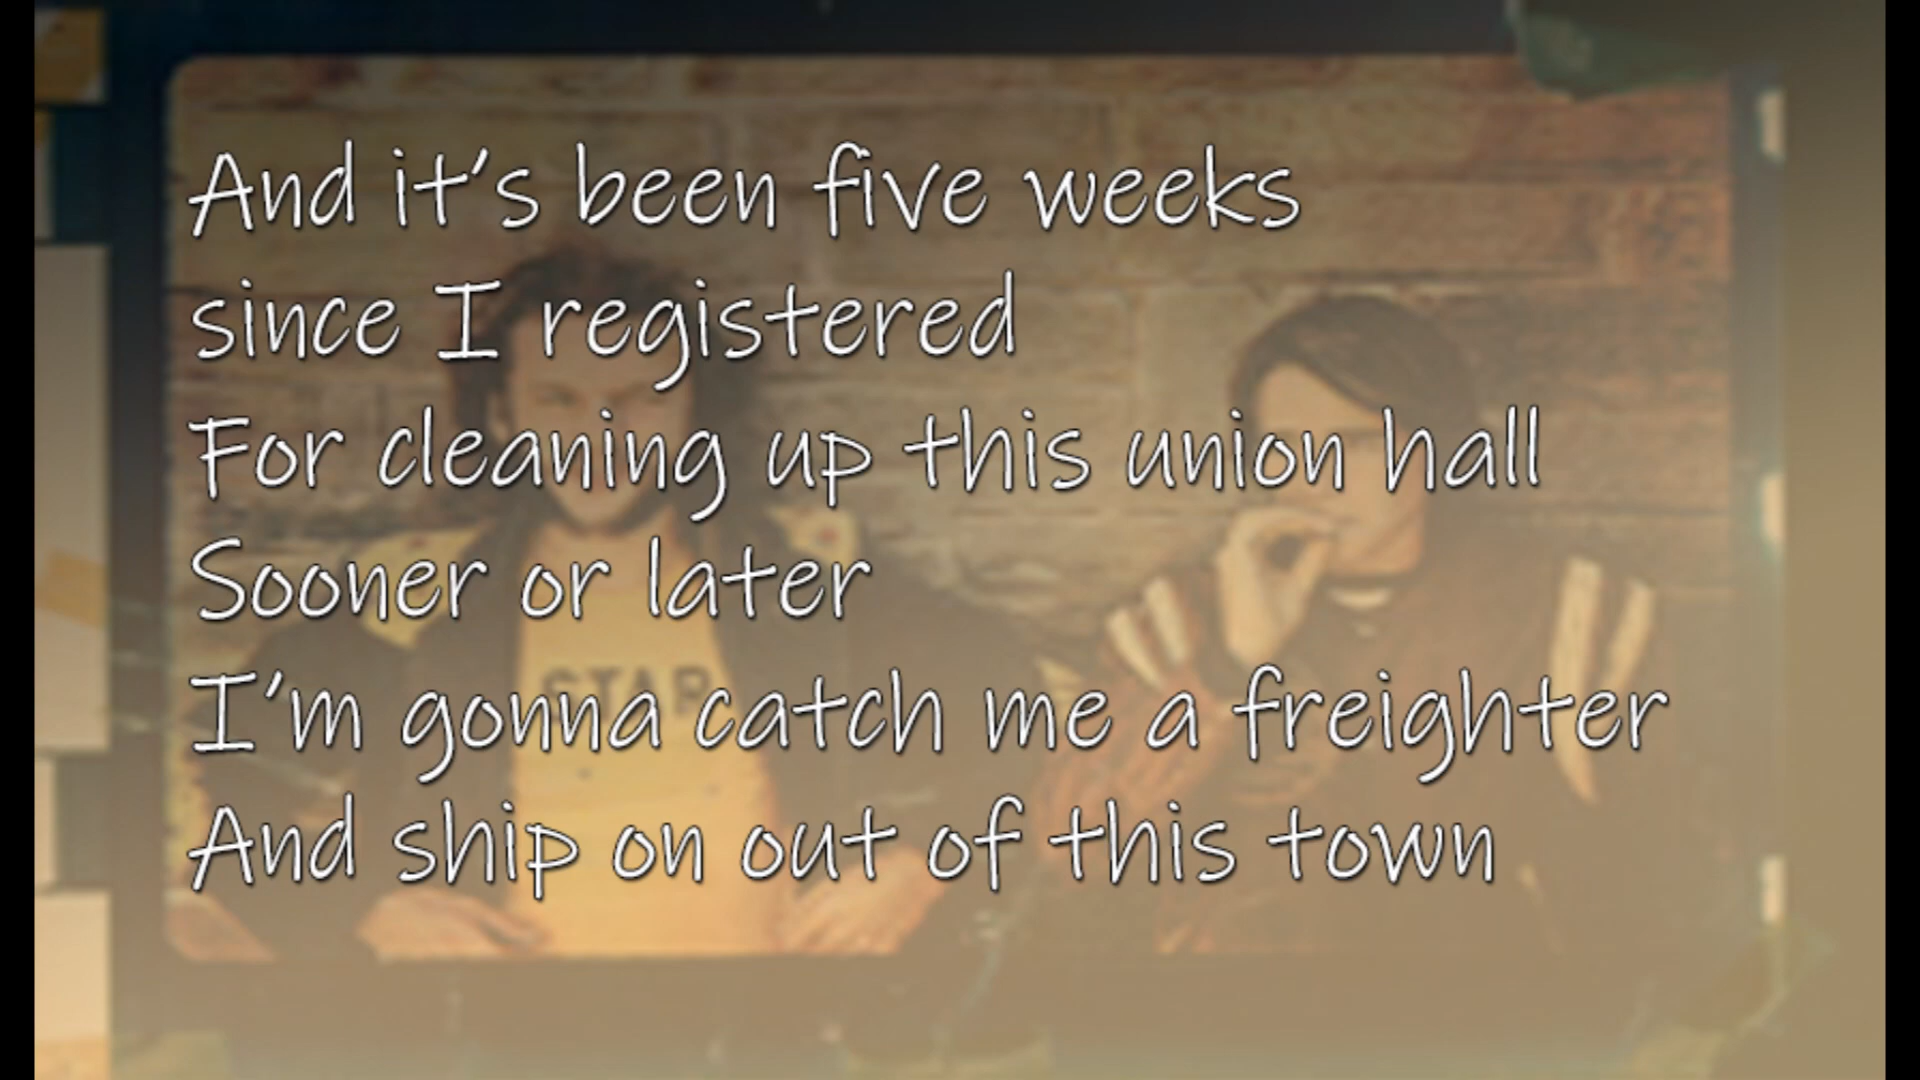 And it's been five weeks
since I registered
For cleaning up this union hall
Sooner or later
I'm gonna catch me a freighter
And ship on out of this town
STAR